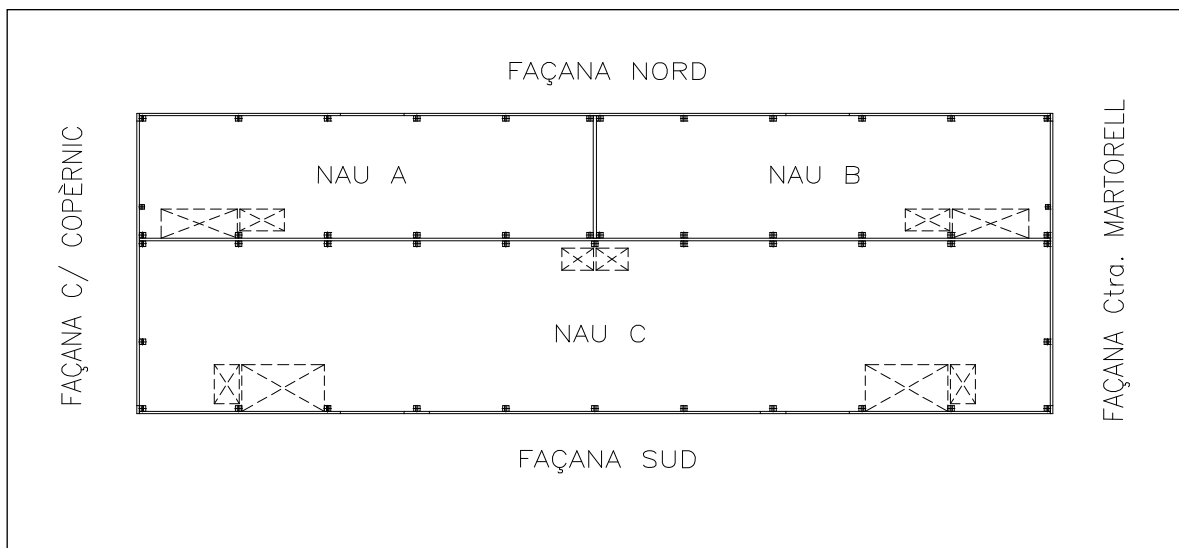 FAÇANA NORD
FAÇANA C/ COPÈRNIC
NAU A
NAU B
FAÇANA Ctra. MARTORELL
NAU C
FAÇANA SUD